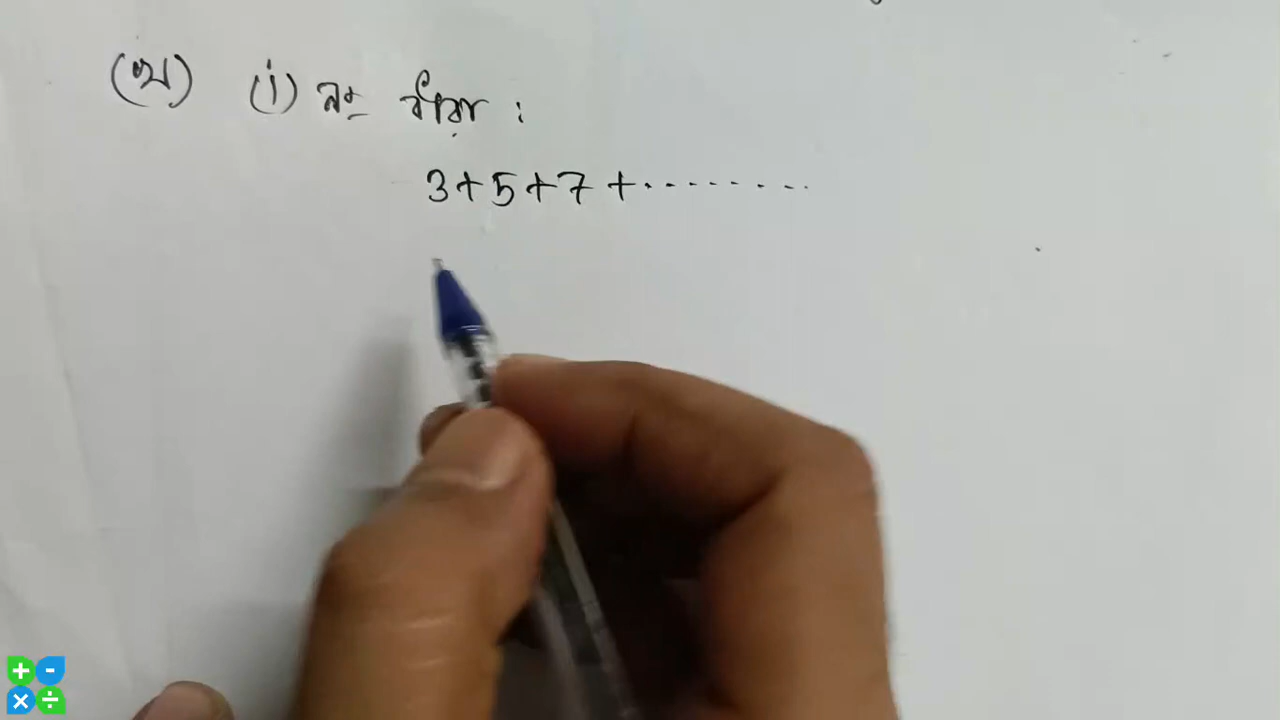 (খ) (i) নং ধারা :
3+5+7+........